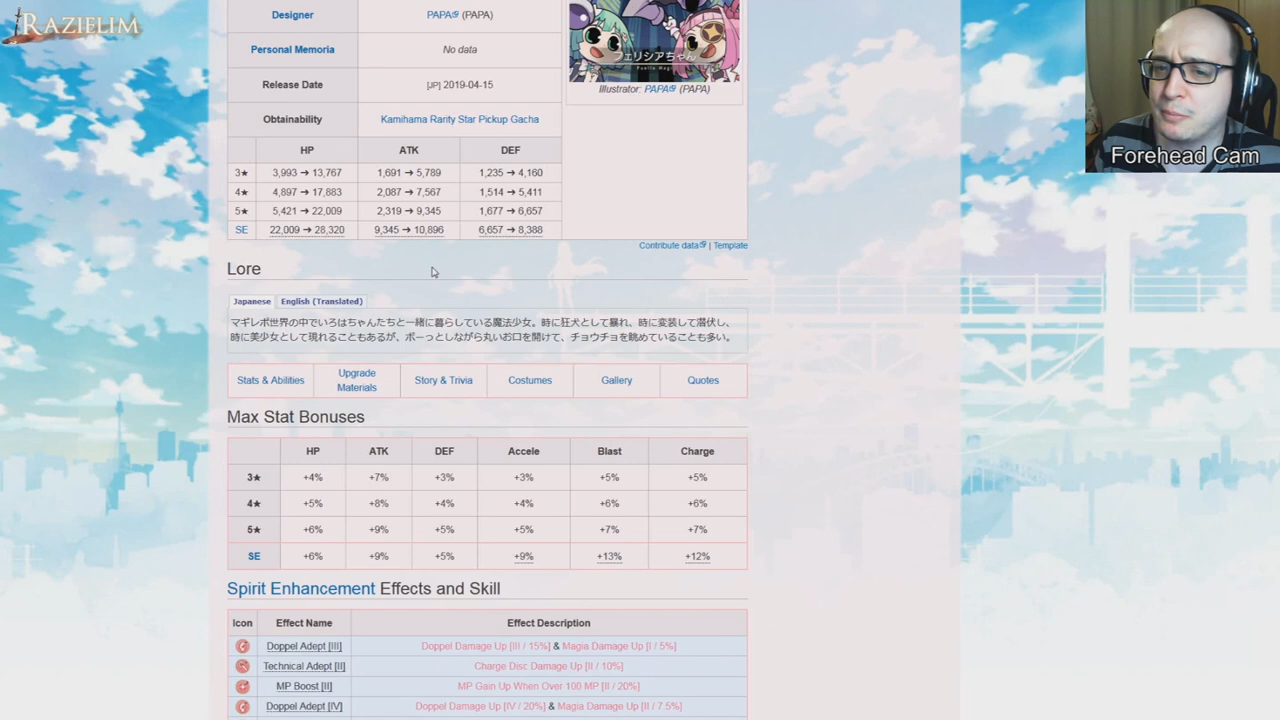 RAZIELIM
Designer PAPA (PAPA)
Personal Memoria No data
Release Date [JP] 2019-04-15
Obtainability Kamihama Rarity Star Pickup Gacha
フェリシアちゃん
Illustrator: PAPA (PAPA)
Forehead Cam
HP ATK DEF
3★ 3,993 ➔ 13,767 1,691 ➔ 5,789 1,235 ➔ 4,160
4★ 4,897 ➔ 17,883 2,087 ➔ 7,567 1,514 ➔ 5,411
5★ 5,421 ➔ 22,009 2,319 ➔ 9,345 1,677 ➔ 6,657
SE 22,009 ➔ 28,320 9,345 ➔ 10,896 6,657 ➔ 8,388
Contribute data | Template
Lore
Japanese English (Translated)
マギレポ世界の中でいろはちゃんたちと一緒に暮らしている魔法少女。時に狂犬として暴れ、時に変装して潜伏し、
時に美少女として現れることもあるが、ボーっとしながら丸いお口を開けて、チョウチョを眺めていることも多い。
Stats & Abilities Upgrade Materials Story & Trivia Costumes Gallery Quotes
Max Stat Bonuses
HP ATK DEF Accele Blast Charge
3★ +4% +7% +3% +3% +5% +5%
4★ +5% +8% +4% +4% +6% +6%
5★ +6% +9% +5% +5% +7% +7%
SE +6% +9% +5% +9% +13% +12%
Spirit Enhancement Effects and Skill
Icon Effect Name Effect Description
Doppel Adept [III] Doppel Damage Up [III / 15%] & Magia Damage Up [I / 5%]
Technical Adept [II] Charge Disc Damage Up [II / 10%]
MP Boost [II] MP Gain Up When Over 100 MP [II / 20%]
Doppel Adept [IV] Doppel Damage Up [IV / 20%] & Magia Damage Up [II / 7.5%]